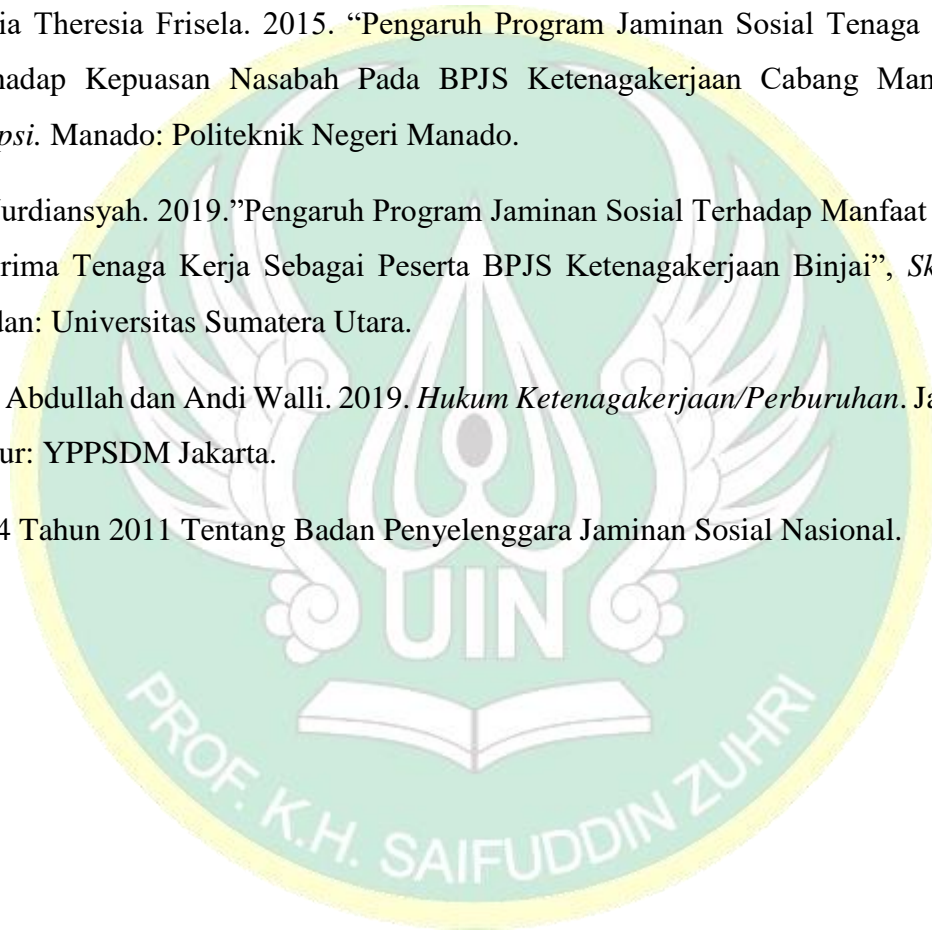 ia Theresia Frisela. 2015. “Pengaruh Program Jaminan Sosial Tenaga
hadap Kepuasan Nasabah Pada BPJS Ketenagakerjaan Cabang Man
psi. Manado: Politeknik Negeri Manado.
urdiansyah. 2019.”Pengaruh Program Jaminan Sosial Terhadap Manfaat
rima Tenaga Kerja Sebagai Peserta BPJS Ketenagakerjaan Binjai”, Sk
dan: Universitas Sumatera Utara.
Abdullah dan Andi Walli. 2019. Hukum Ketenagakerjaan/Perburuhan. Ja
ur: YPPSDM Jakarta.
4 Tahun 2011 Tentang Badan Penyelenggara Jaminan Sosial Nasional.
UIN
PROF. K.H. SAIFUDDIN ZUHRI